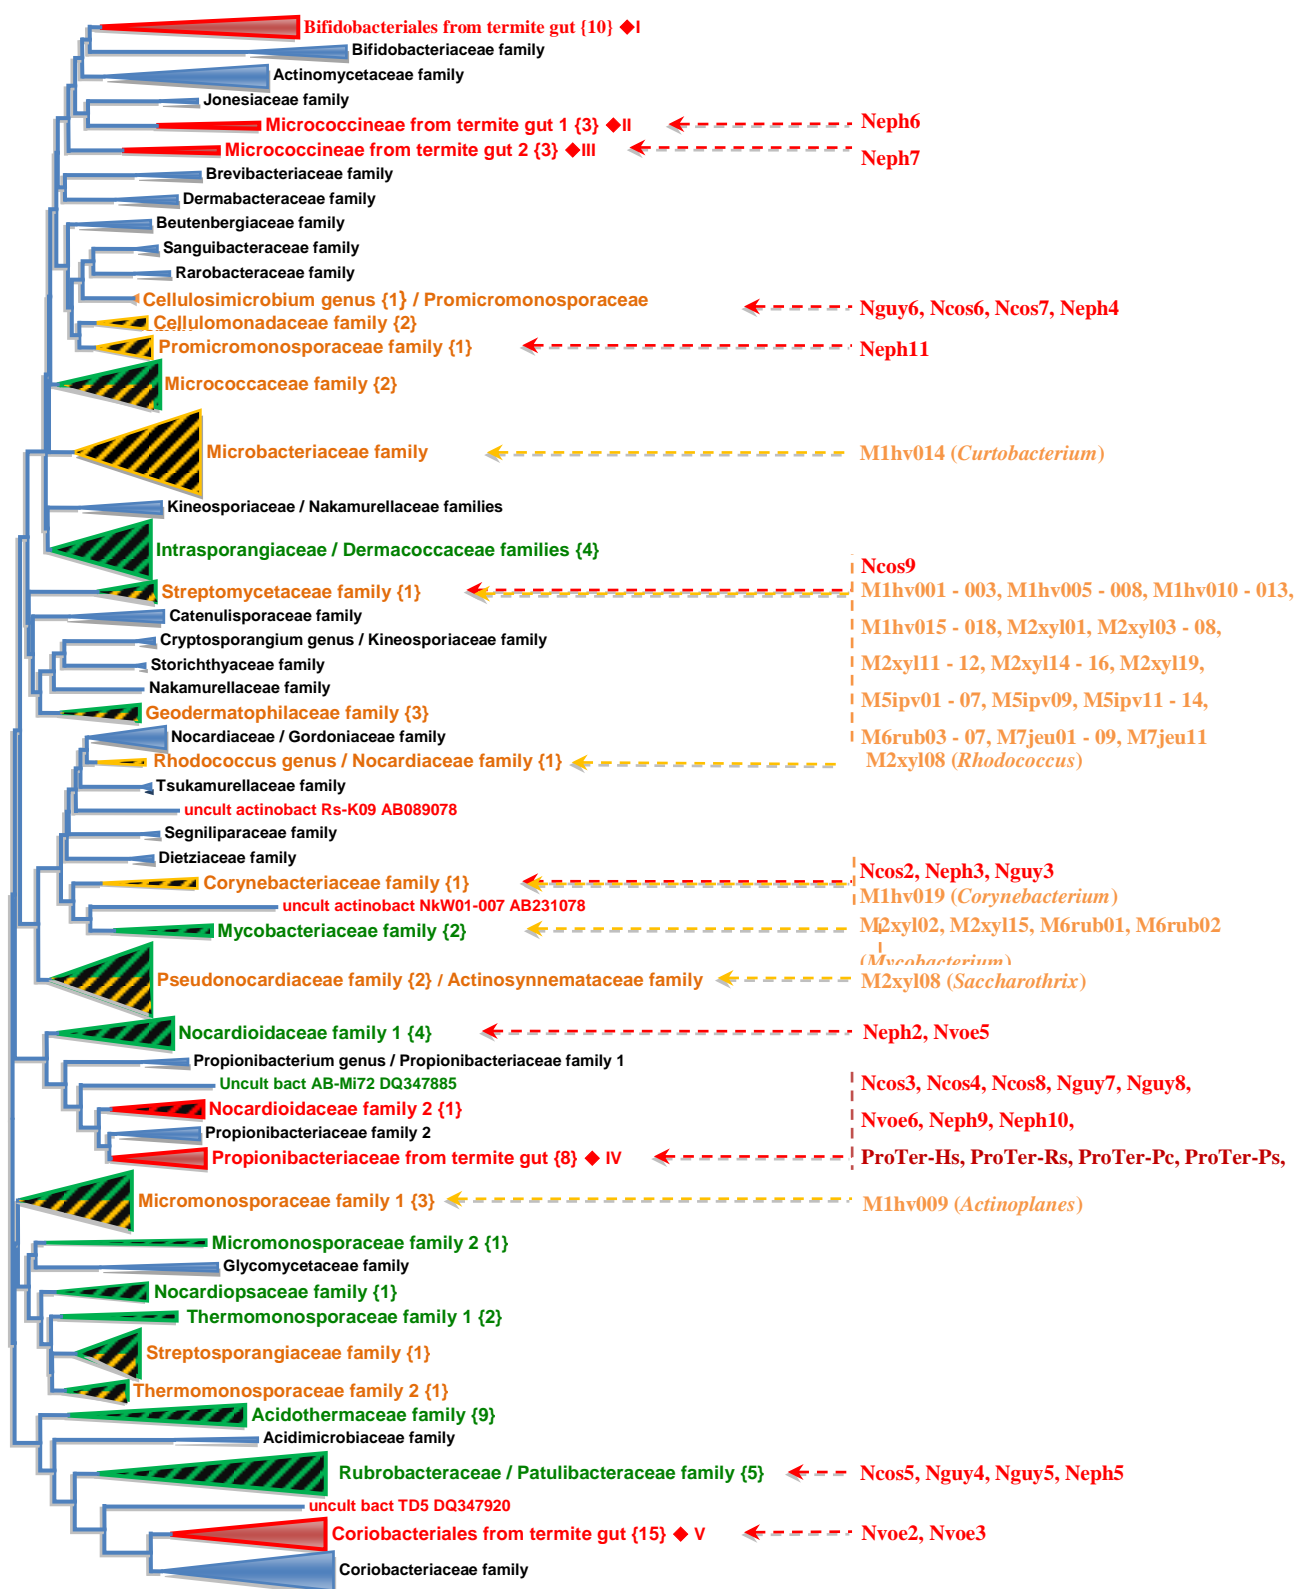 Bifidobacteriales from termite gut {10} ◆I
Bifidobacteriaceae family
Actinomycetaceae family
Jonesiaceae family
Micrococcineae from termite gut 1 {3} ◆II
Neph6
Micrococcineae from termite gut 2 {3} ◆III
Neph7
Brevibacteriaceae family
Dermabacteraceae family
Beutenbergiaceae family
Sanguibacteraceae family
Rarobacteraceae family
Cellulosimicrobium genus {1} / Promicromonosporaceae
Nguy6, Ncos6, Ncos7, Neph4
Cellulomonadaceae family {2}
Promicromonosporaceae family {1}
Neph11
Micrococcaceae family {2}
Microbacteriaceae family
M1hv014 (Curtobacterium)
Kineosporiaceae / Nakamurellaceae families
Intrasporangiaceae / Dermacoccaceae families {4}
Ncos9
Streptomycetaceae family {1}
M1hv001 - 003, M1hv005 - 008, M1hv010 - 013,
Catenulisporaceae family
M1hv015 - 018, M2xyl01, M2xyl03 - 08,
Cryptosporangium genus / Kineosporiaceae family
Storichthyaceae family
M2xyl11 - 12, M2xyl14 - 16, M2xyl19,
Nakamurellaceae family
M5ipv01 - 07, M5ipv09, M5ipv11 - 14,
Geodermatophilaceae family {3}
Nocardiaceae / Gordoniaceae family
M6rub03 - 07, M7jeu01 - 09, M7jeu11
Rhodococcus genus / Nocardiaceae family {1}
M2xyl08 (Rhodococcus)
Tsukamurellaceae family
uncult actinobact Rs-K09 AB089078
Segniliparaceae family
Dietziaceae family
Ncos2, Neph3, Nguy3
Corynebacteriaceae family {1}
M1hv019 (Corynebacterium)
uncult actinobact NkW01-007 AB231078
Mycobacteriaceae family {2}
M2xyl02, M2xyl15, M6rub01, M6rub02
(Mycobacterium)
Pseudonocardiaceae family {2} / Actinosynnemataceae family
M2xyl08 (Saccharothrix)
Nocardioidaceae family 1 {4}
Neph2, Nvoe5
Propionibacterium genus / Propionibacteriaceae family 1
Uncult bact AB-Mi72 DQ347885
Ncos3, Ncos4, Ncos8, Nguy7, Nguy8,
Nocardioidaceae family 2 {1}
Nvoe6, Neph9, Neph10,
Propionibacteriaceae family 2
Propionibacteriaceae from termite gut {8} ◆ IV
ProTer-Hs, ProTer-Rs, ProTer-Pc, ProTer-Ps,
Micromonosporaceae family 1 {3}
M1hv009 (Actinoplanes)
Micromonosporaceae family 2 {1}
Glycomycetaceae family
Nocardiopsaceae family {1}
Thermomonosporaceae family 1 {2}
Streptosporangiaceae family {1}
Thermomonosporaceae family 2 {1}
Acidothermaceae family {9}
Acidimicrobiaceae family
Rubrobacteraceae / Patulibacteraceae family {5}
Ncos5, Nguy4, Nguy5, Neph5
uncult bact TD5 DQ347920
Coriobacteriales from termite gut {15} ◆ V
Nvoe2, Nvoe3
Coriobacteriaceae family